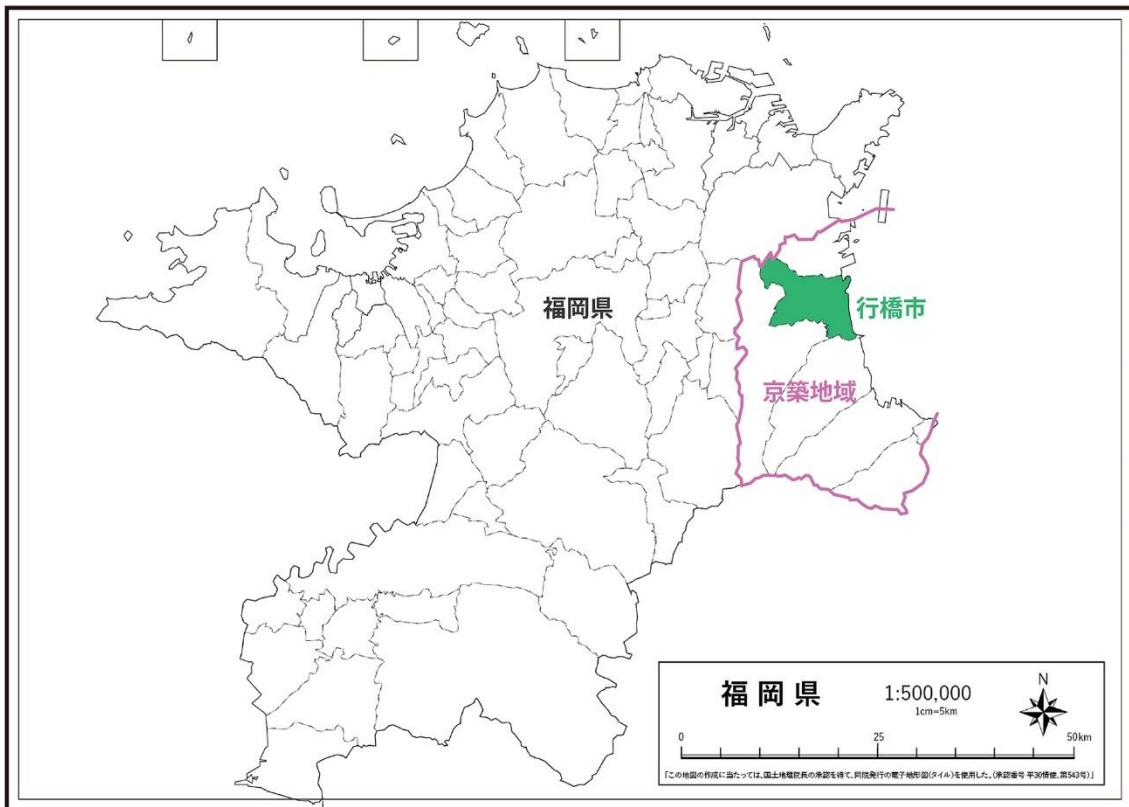 福岡県
行橋市
京築地域
福岡県
1:500,000
1cm=5km
N
0 25 50km
「この地図の作成に当たっては、国土地理院長の承認を得て、同院発行の電子地形図(タイル)を使用した。(承認番号 平30情使、第543号)」